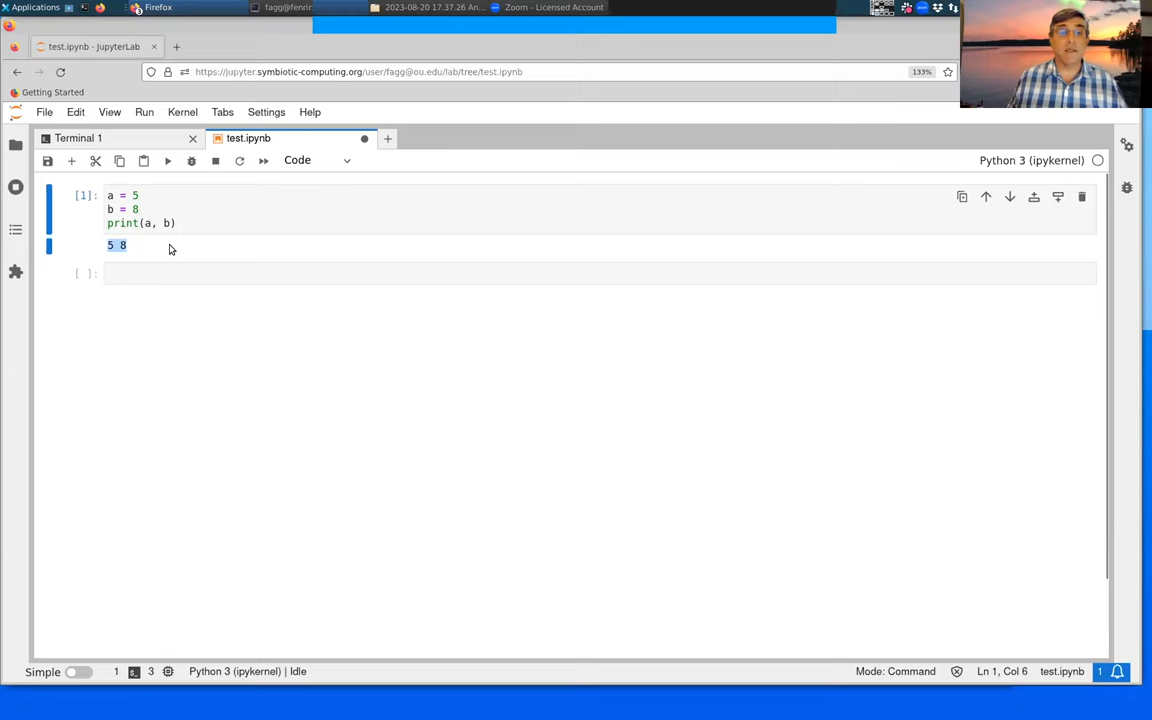 Applications
Firefox
fagg@fenrir
2023-08-20 17.37.26 An...
Zoom - Licensed Account
test.ipynb - JupyterLab
https://jupyter.symbiotic-computing.org/user/fagg@ou.edu/lab/tree/test.ipynb
133%
Getting Started
File Edit View Run Kernel Tabs Settings Help
Terminal 1
test.ipynb
Code
Python 3 (ipykernel)
[1]: a = 5
b = 8
print(a, b)
5 8
[ ]:
Simple 1 3 Python 3 (ipykernel) | Idle Mode: Command Ln 1, Col 6 test.ipynb 1